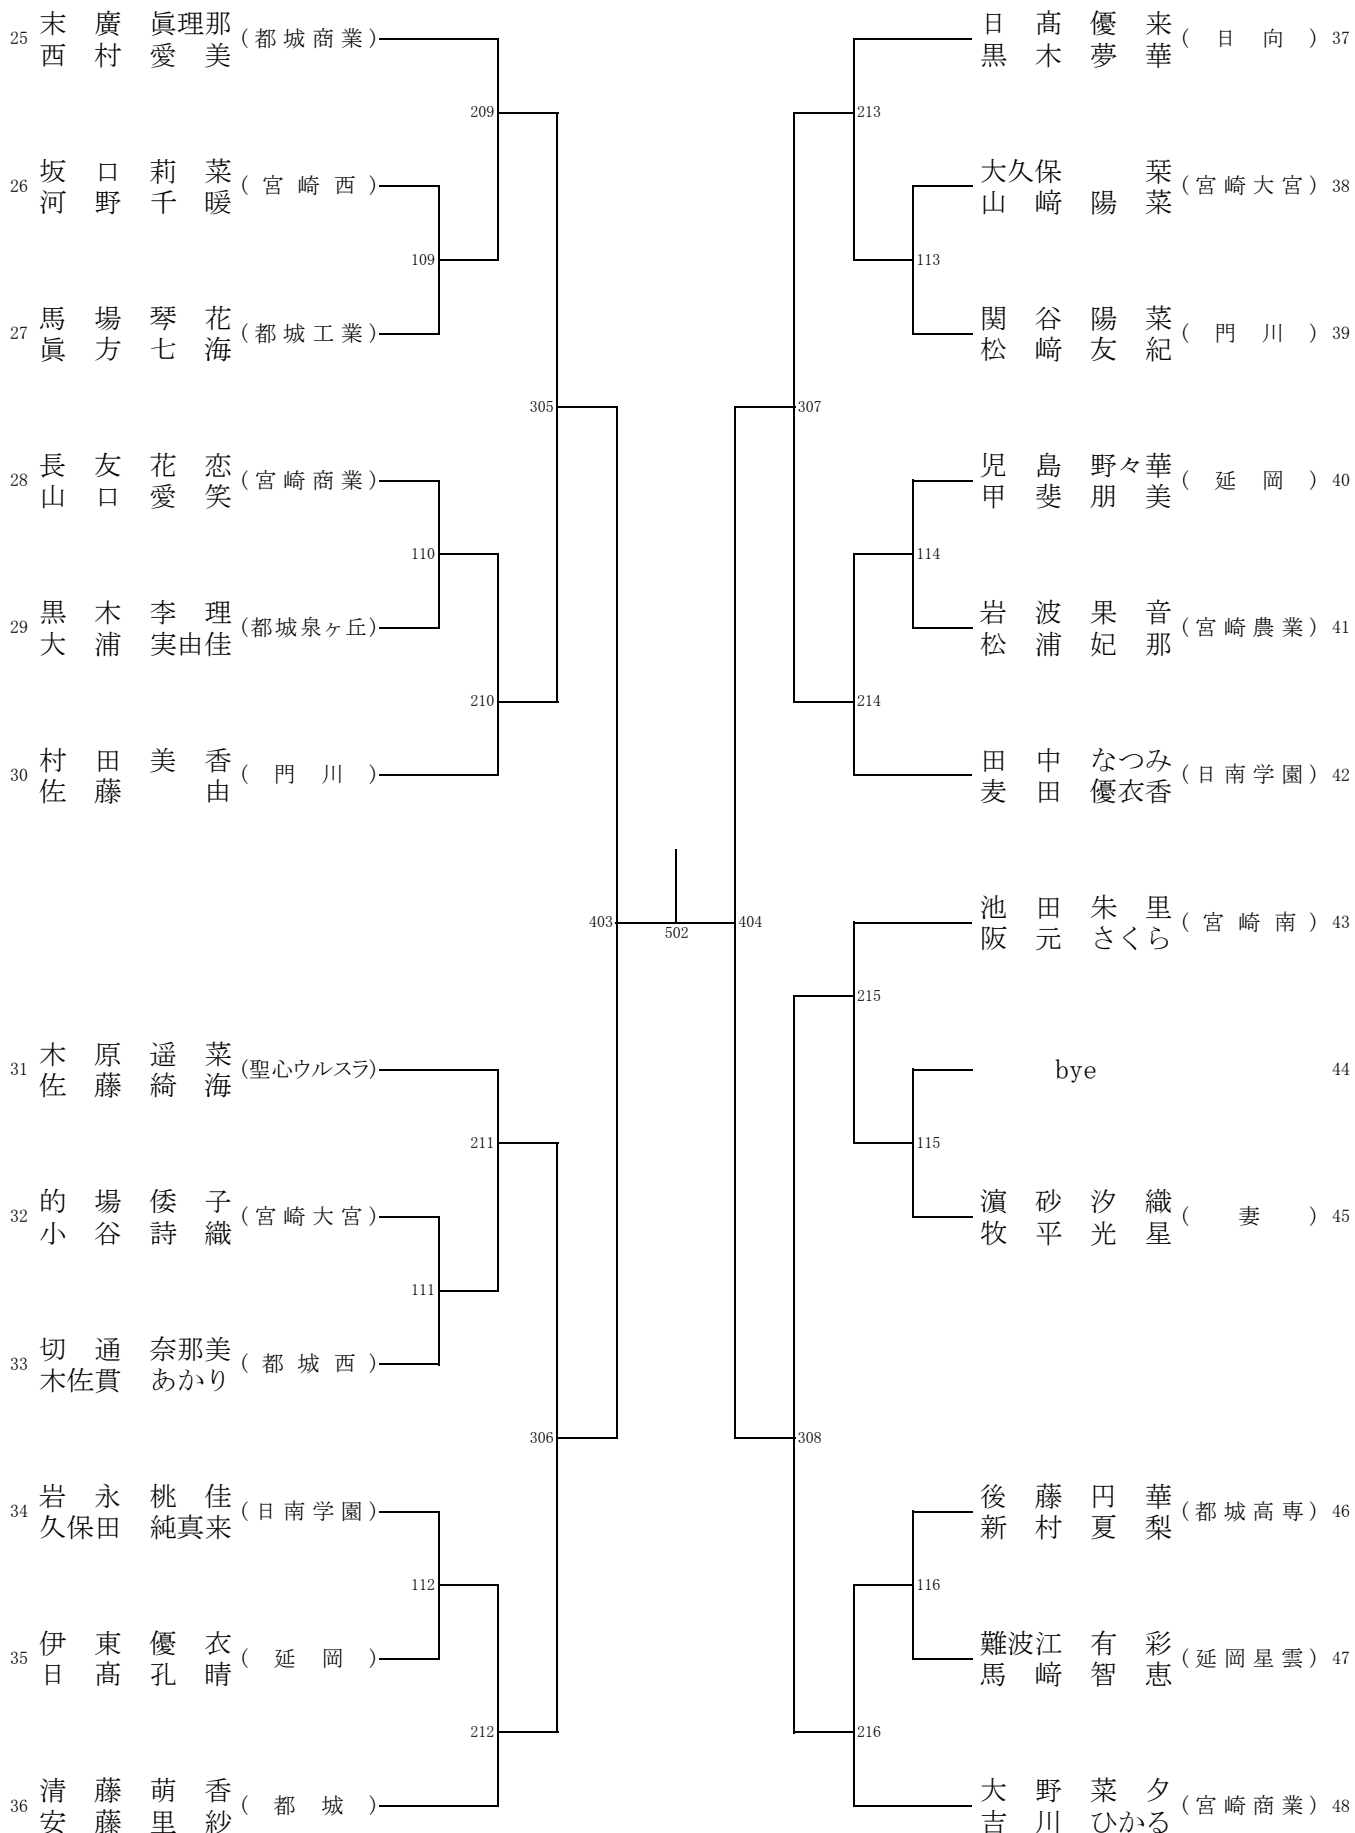 25 末廣 眞理那 (都城商業)
西村 愛美
209
26 坂口 莉菜 (宮崎西)
河野 千暖
109
27 馬場 琴花 (都城工業)
眞方 七海
305
28 長友 花恋 (宮崎商業)
山口 愛笑
110
29 黒木 李理 (都城泉ヶ丘)
大浦 実由佳
210
30 村田 美香 (門川)
佐藤 由
403
502
31 木原 遥菜 (聖心ウルスラ)
佐藤 綺海
211
32 的場 倭子 (宮崎大宮)
小谷 詩織
111
33 切通 奈那美 (都城西)
木佐貫 あかり
306
34 岩永 桃佳 (日南学園)
久保田 純真来
112
35 伊東 優衣 (延岡)
日髙 孔晴
212
36 清藤 萌香 (都城)
安藤 里紗
日髙 優来 (日向) 37
黒木 夢華
213
大久保 栞 (宮崎大宮) 38
山﨑 陽菜
113
関谷 陽菜 (門川) 39
松﨑 友紀
307
児島 野々華 (延岡) 40
甲斐 朋美
114
岩波 果音 (宮崎農業) 41
松浦 妃那
214
田中 なつみ (日南学園) 42
麦田 優衣香
404
池田 朱里 (宮崎南) 43
阪元 さくら
215
bye 44
115
濵砂 汐織 (妻) 45
牧平 光星
308
後藤 円華 (都城高専) 46
新村 夏梨
116
難波江 有彩 (延岡星雲) 47
馬﨑 智恵
216
大野 菜夕 (宮崎商業) 48
吉川 ひかる